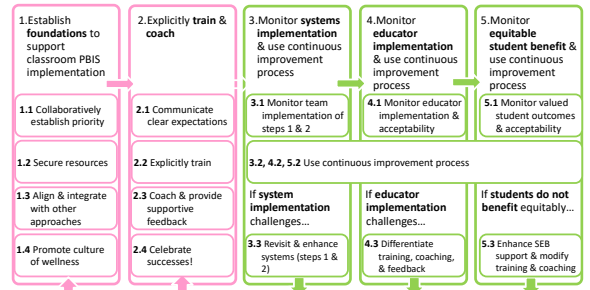 1.Establish
foundations to
support
classroom PBIS
implementation
1.1 Collaboratively
establish priority
1.2 Secure resources
1.3 Align & integrate
with other
approaches
1.4 Promote culture
of wellness
2.Explicitly train &
coach
2.1 Communicate
clear expectations
2.2 Explicitly train
2.3 Coach & provide
supportive
feedback
2.4 Celebrate
successes!
3.Monitor systems
implementation
& use continuous
improvement
process
3.1 Monitor team
implementation of
steps 1 & 2
4.Monitor
educator
implementation
& use continuous
improvement
process
4.1 Monitor educator
implementation &
acceptability
5.Monitor
equitable
student benefit &
use continuous
improvement
process
5.1 Monitor valued
student outcomes
& acceptability
3.2, 4.2, 5.2 Use continuous improvement process
If system
implementation
challenges…
3.3 Revisit & enhance
systems (steps 1 &
2)
If educator
implementation
challenges…
4.3 Differentiate
training, coaching,
& feedback
If students do not
benefit equitably…
5.3 Enhance SEB
support & modify
training & coaching